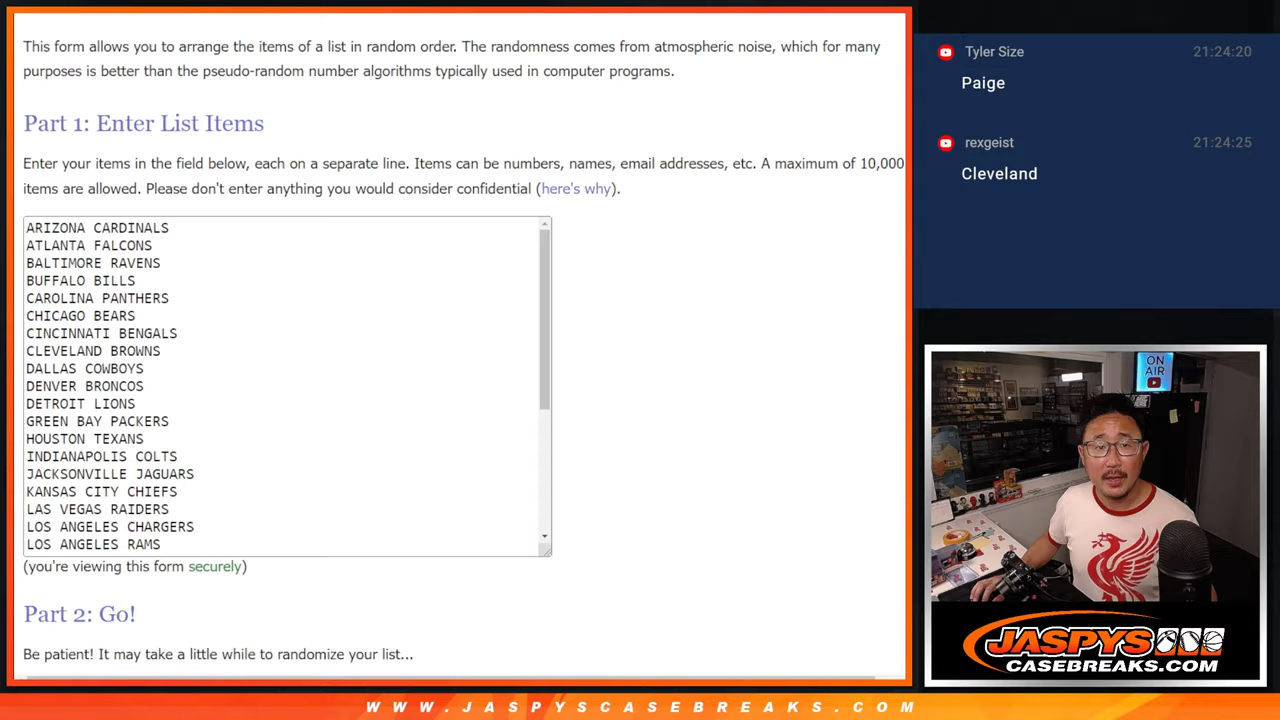 This form allows you to arrange the items of a list in random order. The randomness comes from atmospheric noise, which for many
purposes is better than the pseudo-random number algorithms typically used in computer programs.
Part 1: Enter List Items
Enter your items in the field below, each on a separate line. Items can be numbers, names, email addresses, etc. A maximum of 10,000
items are allowed. Please don't enter anything you would consider confidential (here's why).
ARIZONA CARDINALS
ATLANTA FALCONS
BALTIMORE RAVENS
BUFFALO BILLS
CAROLINA PANTHERS
CHICAGO BEARS
CINCINNATI BENGALS
CLEVELAND BROWNS
DALLAS COWBOYS
DENVER BRONCOS
DETROIT LIONS
GREEN BAY PACKERS
HOUSTON TEXANS
INDIANAPOLIS COLTS
JACKSONVILLE JAGUARS
KANSAS CITY CHIEFS
LAS VEGAS RAIDERS
LOS ANGELES CHARGERS
LOS ANGELES RAMS
(you're viewing this form securely)
Part 2: Go!
Be patient! It may take a little while to randomize your list...
Tyler Size 21:24:20
Paige
rexgeist 21:24:25
Cleveland
ON
AIR
JASPYS
CASEBREAKS.COM
WWW.JASPYSCASEBREAKS.COM